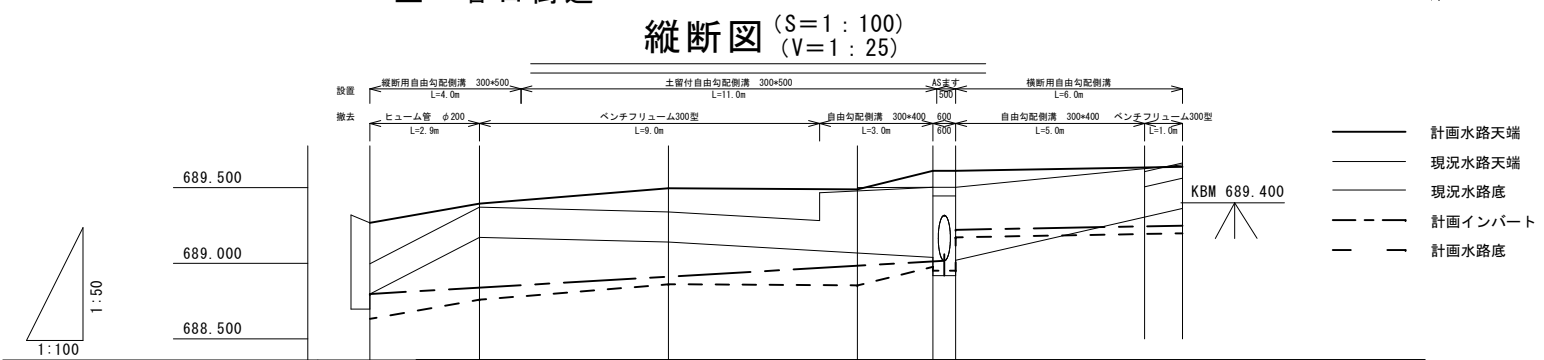 縦断図 (S=1：100)
(V=1：25)
設置 縦断用自由勾配側溝 300*500 土留付自由勾配側溝 300*500 ASます 横断用自由勾配側溝
L=4.0m L=11.0m 500 L=6.0m
撤去 ヒューム管 φ200 ベンチフリューム300型 自由勾配側溝 300*400 600 自由勾配側溝 300*400 ベンチフリューム300型
L=2.9m L=9.0m L=3.0m 600 L=5.0m L=1.0m
計画水路天端
現況水路天端
689.500
KBM 689.400
現況水路底
計画インバート
689.000
計画水路底
1:50
688.500
1:100